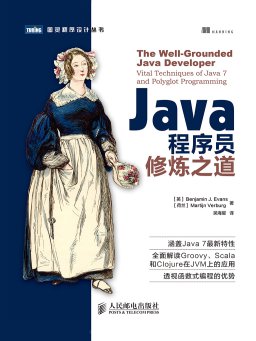 TURING
图灵程序设计丛书
MANNING
The Well-Grounded
Java Developer
Vital Techniques of Java 7
and Polyglot Programming
Java
程序员
修炼之道
[英] Benjamin J. Evans
[荷兰] Martijn Verburg 著
吴海星 译
涵盖Java 7最新特性
全面解读Groovy、Scala
和Clojure在JVM上的应用
透视函数式编程的优势
人民邮电出版社
POSTS & TELECOM PRESS